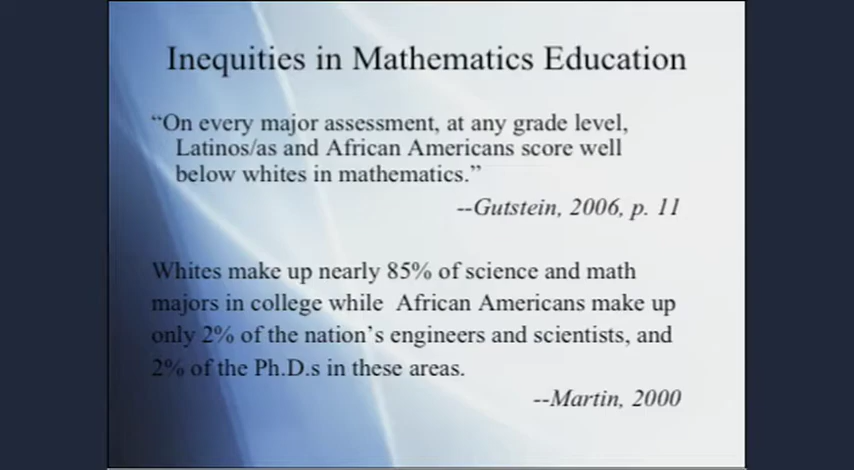 Inequities in Mathematics Education
“On every major assessment, at any grade level,
Latinos/as and African Americans score well
below whites in mathematics.”
--Gutstein, 2006, p. 11
Whites make up nearly 85% of science and math
majors in college while African Americans make up
only 2% of the nation’s engineers and scientists, and
2% of the Ph.D.s in these areas.
--Martin, 2000